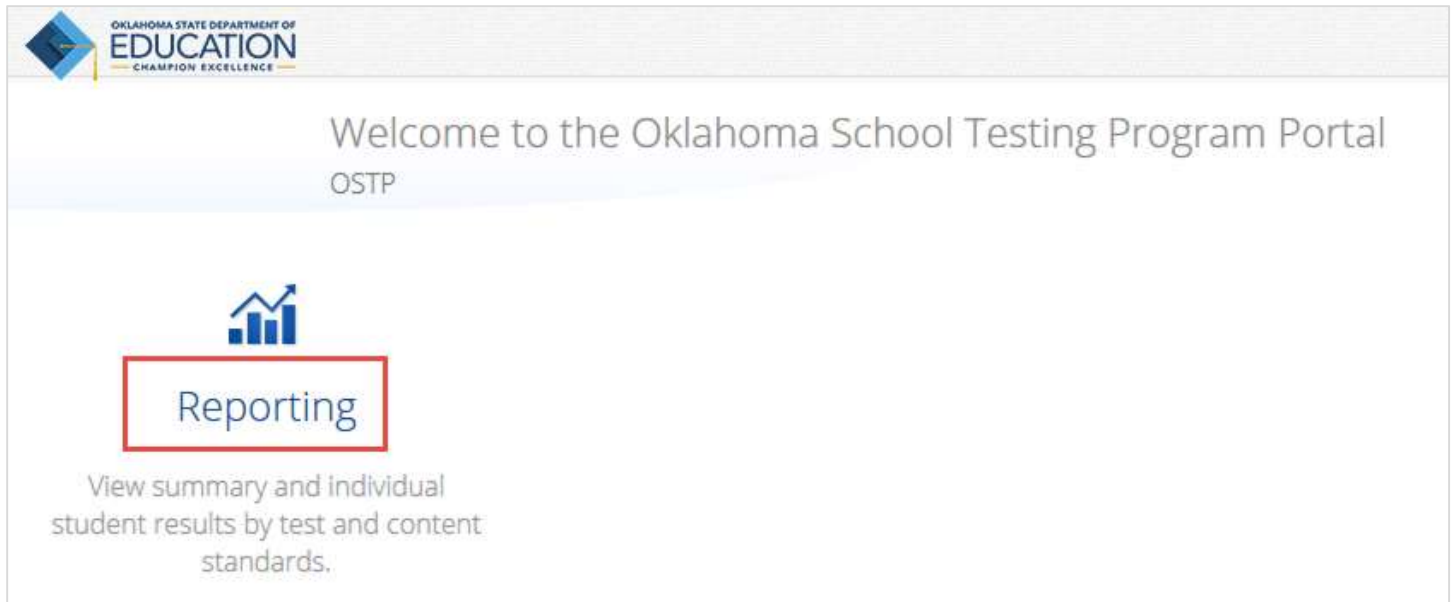 OKLAHOMA STATE DEPARTMENT OF
EDUCATION
CHAMPION EXCELLENCE
Welcome to the Oklahoma School Testing Program Portal
OSTP
Reporting
View summary and individual
student results by test and content
standards.